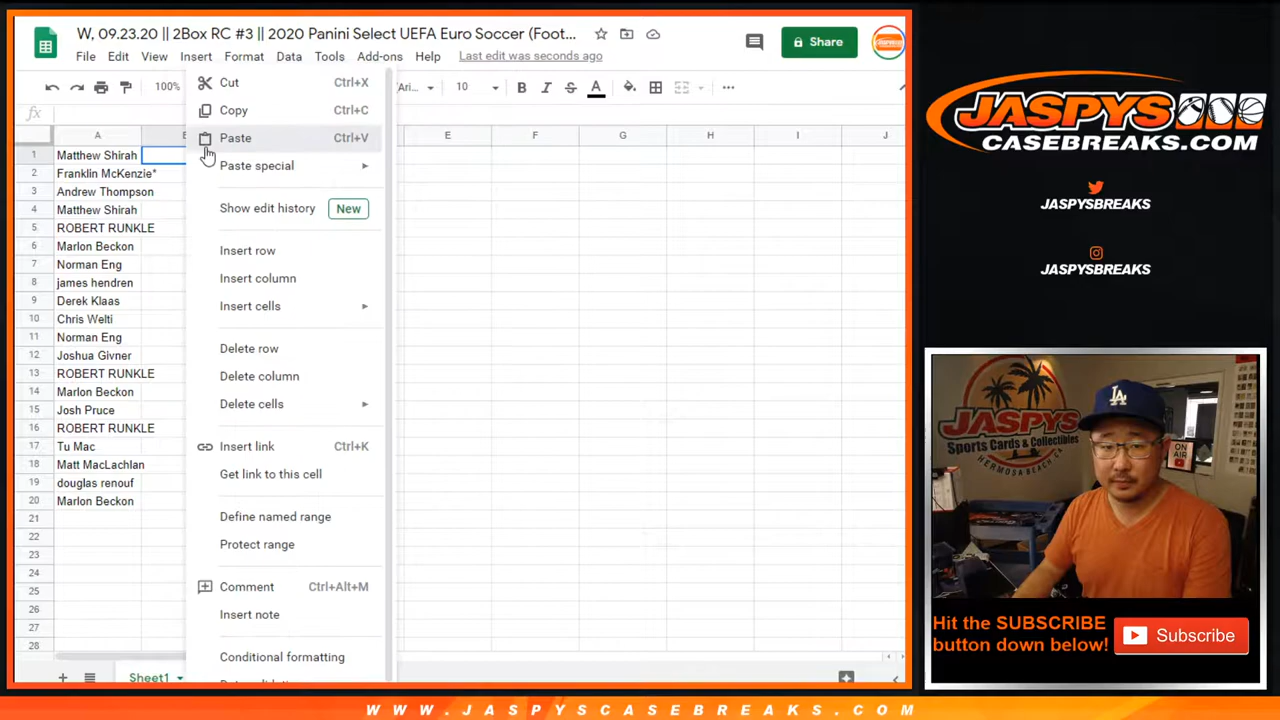 W, 09.23.20 || 2Box RC #3 || 2020 Panini Select UEFA Euro Soccer (Foot...
Share
File Edit View Insert Format Data Tools Add-ons Help Last edit was seconds ago
100% (Ari... 10 B I S A ...
fx
A E F G H I J
1 Matthew Shirah
2 Franklin McKenzie*
3 Andrew Thompson
4 Matthew Shirah
5 ROBERT RUNKLE
6 Marlon Beckon
7 Norman Eng
8 james hendren
9 Derek Klaas
10 Chris Welti
11 Norman Eng
12 Joshua Givner
13 ROBERT RUNKLE
14 Marlon Beckon
15 Josh Pruce
16 ROBERT RUNKLE
17 Tu Mac
18 Matt MacLachlan
19 douglas renouf
20 Marlon Beckon
21
22
23
24
25
26
27
28
Sheet1
Cut Ctrl+X
Copy Ctrl+C
Paste Ctrl+V
Paste special
Show edit history New
Insert row
Insert column
Insert cells
Delete row
Delete column
Delete cells
Insert link Ctrl+K
Get link to this cell
Define named range
Protect range
Comment Ctrl+Alt+M
Insert note
Conditional formatting
JASPYS
CASEBREAKS.COM
JASPYSBREAKS
JASPYSBREAKS
JASPYS
Sports Cards & Collectibles
HERMOSA BEACH, CA
LA
ON AIR
Hit the SUBSCRIBE
button down below!
Subscribe
WWW.JASPYSCASEBREAKS.COM